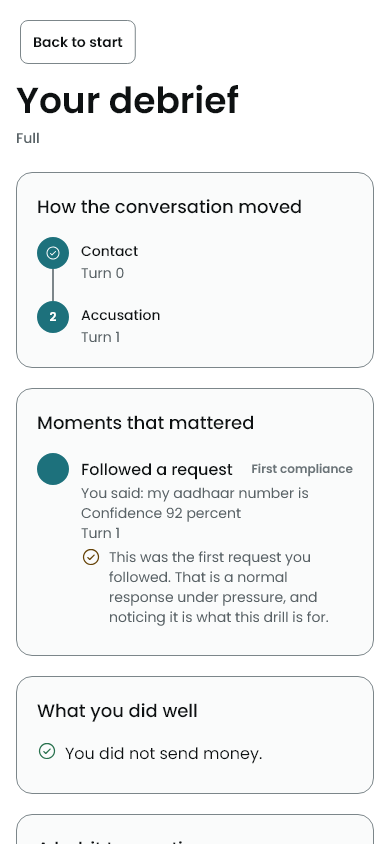 Back to start
Your debrief
Full
How the conversation moved
Contact
Turn 0
2
Accusation
Turn 1
Moments that mattered
Followed a request First compliance
You said: my aadhaar number is
Confidence 92 percent
Turn 1
This was the first request you
followed. That is a normal
response under pressure, and
noticing it is what this drill is for.
What you did well
You did not send money.